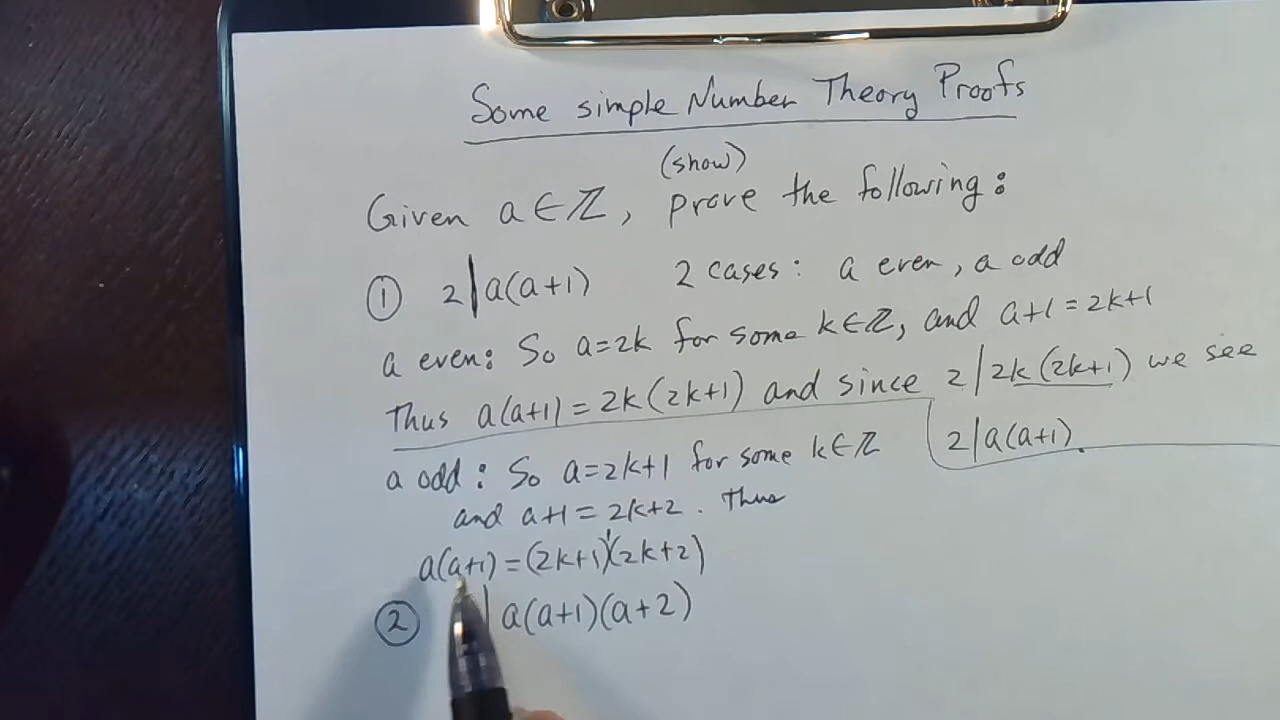 Some simple Number Theory Proofs
(show)
Given a∈ℤ, prove the following:
① 2|a(a+1) 2 cases: a even, a odd
a even: So a=2k for some k∈ℤ, and a+1=2k+1
Thus a(a+1)=2k(2k+1) and since 2|2k(2k+1) we see
2|a(a+1).
a odd: So a=2k+1 for some k∈ℤ
and a+1=2k+2. Thus
a(a+1)=(2k+1)(2k+2)
② |a(a+1)(a+2)